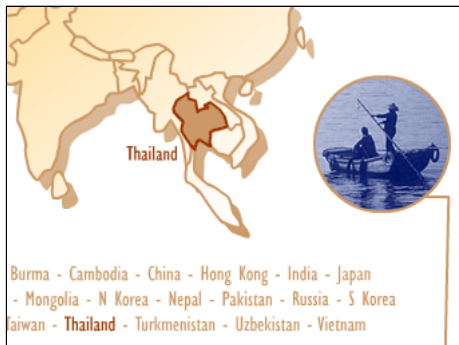 Thailand
Burma - Cambodia - China - Hong Kong - India - Japan
- Mongolia - N Korea - Nepal - Pakistan - Russia - S Korea
Taiwan - Thailand - Turkmenistan - Uzbekistan - Vietnam